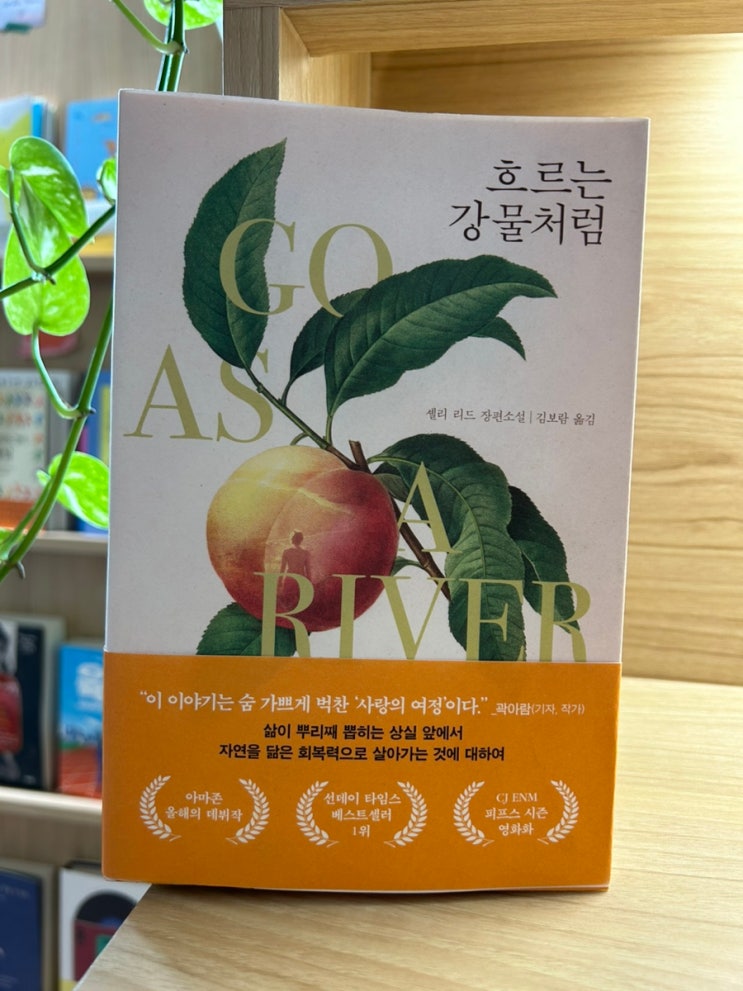 흐르는
강물처럼
GO
AS
셸리 리드 장편소설 | 김보람 옮김
A
RIVER
“이 이야기는 숨 가쁘게 벅찬 ‘사랑의 여정’이다.” _곽아람(기자, 작가)
삶이 뿌리째 뽑히는 상실 앞에서
자연을 닮은 회복력으로 살아가는 것에 대하여
아마존
올해의 데뷔작
선데이 타임스
베스트셀러
1위
CJ ENM
피프스 시즌
영화화